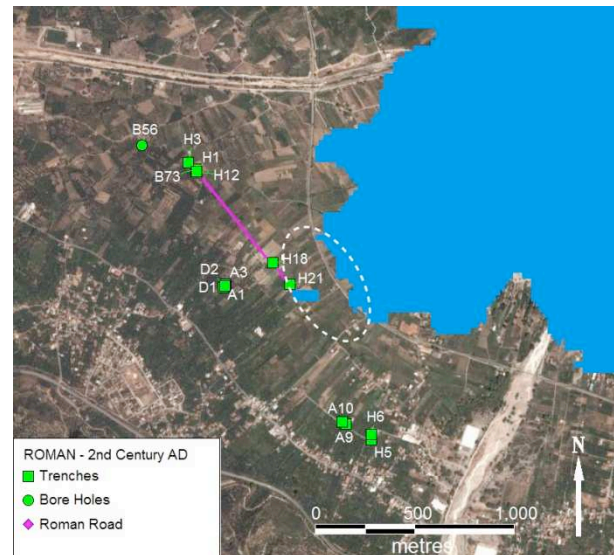 B56
H3
H1
B73
H12
H18
D2 A3
H21
D1 A1
A10 H6
A9
H5
ROMAN - 2nd Century AD
Trenches
Bore Holes
Roman Road
N
0 500 1,000
metres